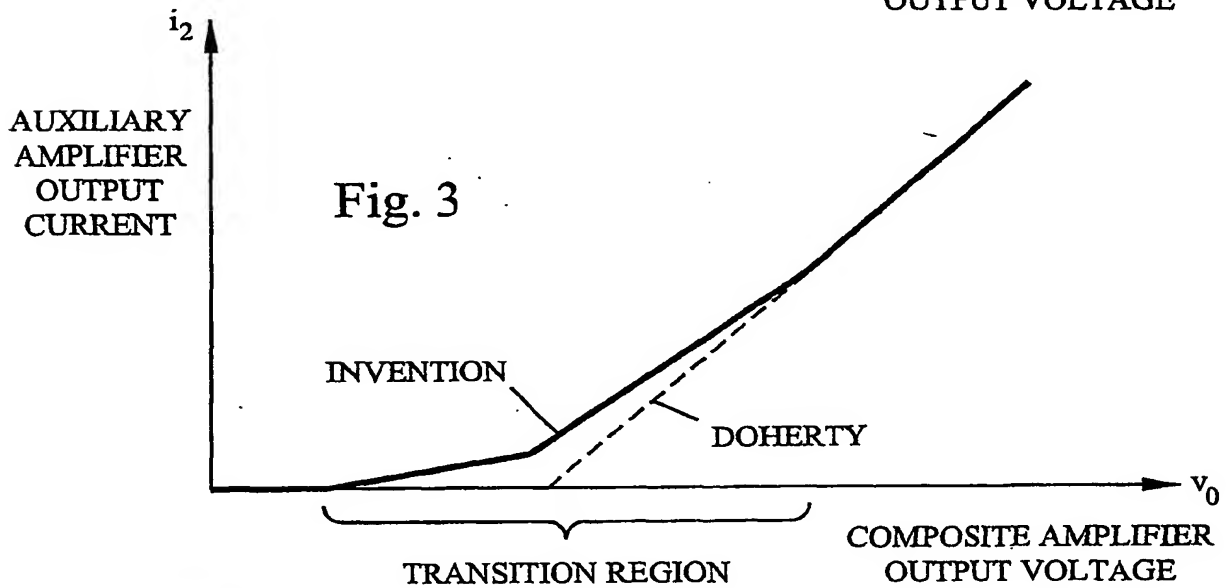 OUTPUT VOLTAGE
i2
AUXILIARY
AMPLIFIER
OUTPUT
CURRENT
Fig. 3
INVENTION
DOHERTY
v0
TRANSITION REGION
COMPOSITE AMPLIFIER
OUTPUT VOLTAGE